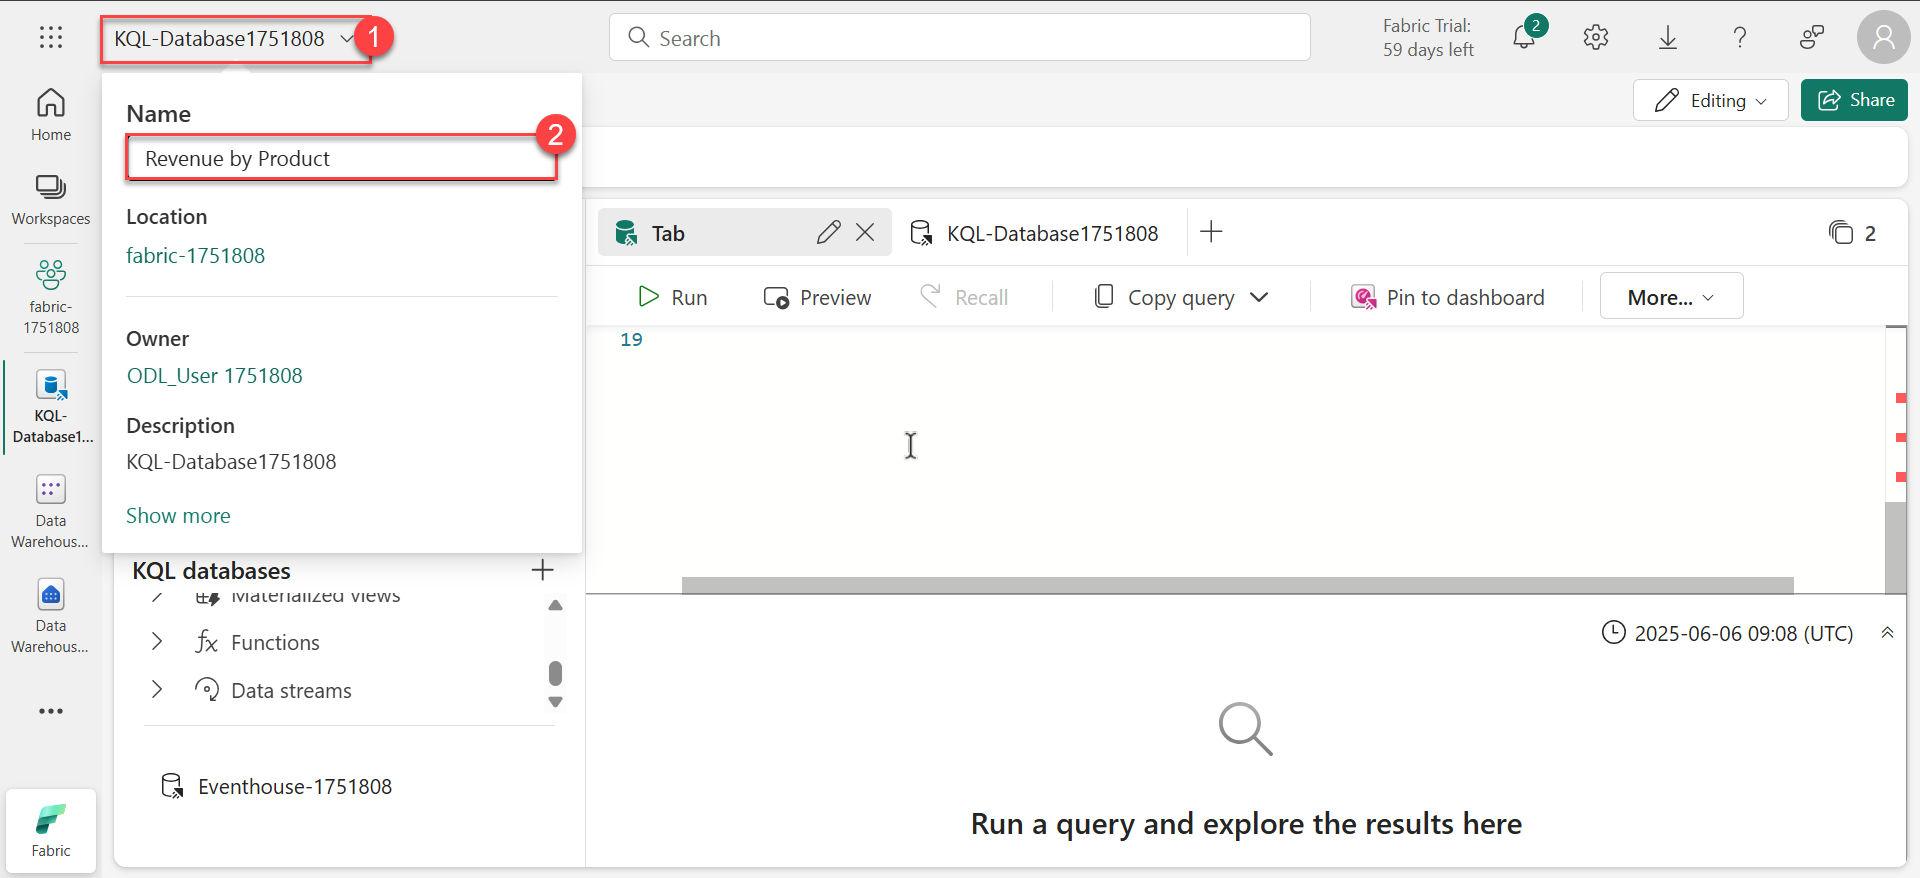 KQL-Database1751808
1
Search
Fabric Trial:
59 days left
2
Editing
Share
Home
Workspaces
fabric-
1751808
KQL-
Database1...
Data
Warehous...
Data
Warehous...
Fabric
Name
2
Revenue by Product
Location
fabric-1751808
Owner
ODL_User 1751808
Description
KQL-Database1751808
Show more
KQL databases
Materialized views
Functions
Data streams
Eventhouse-1751808
Tab
KQL-Database1751808
2
Run
Preview
Recall
Copy query
Pin to dashboard
More...
19
2025-06-06 09:08 (UTC)
Run a query and explore the results here